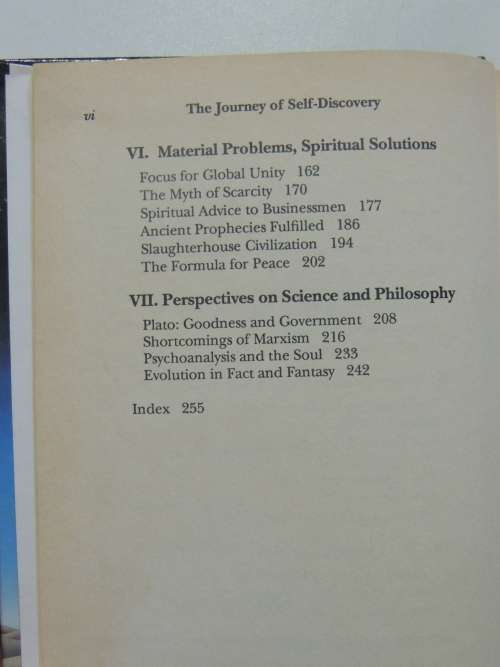 vi
The Journey of Self-Discovery
VI. Material Problems, Spiritual Solutions
Focus for Global Unity 162
The Myth of Scarcity 170
Spiritual Advice to Businessmen 177
Ancient Prophecies Fulfilled 186
Slaughterhouse Civilization 194
The Formula for Peace 202
VII. Perspectives on Science and Philosophy
Plato: Goodness and Government 208
Shortcomings of Marxism 216
Psychoanalysis and the Soul 233
Evolution in Fact and Fantasy 242
Index 255